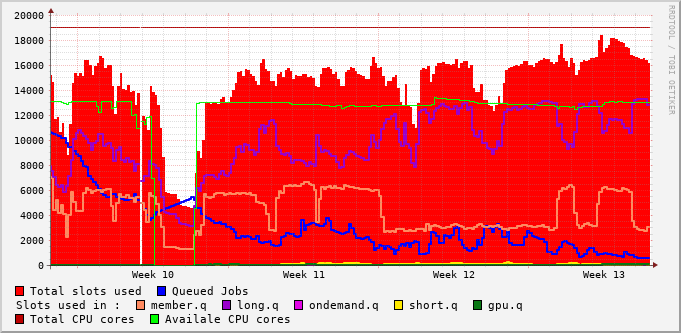 20000
18000
16000
14000
12000
10000
8000
6000
4000
2000
0
Week 10 Week 11 Week 12 Week 13
RRDTOOL / TOBI OETIKER
Total slots used Queued Jobs
Slots used in : member.q long.q ondemand.q short.q gpu.q
Total CPU cores Availale CPU cores